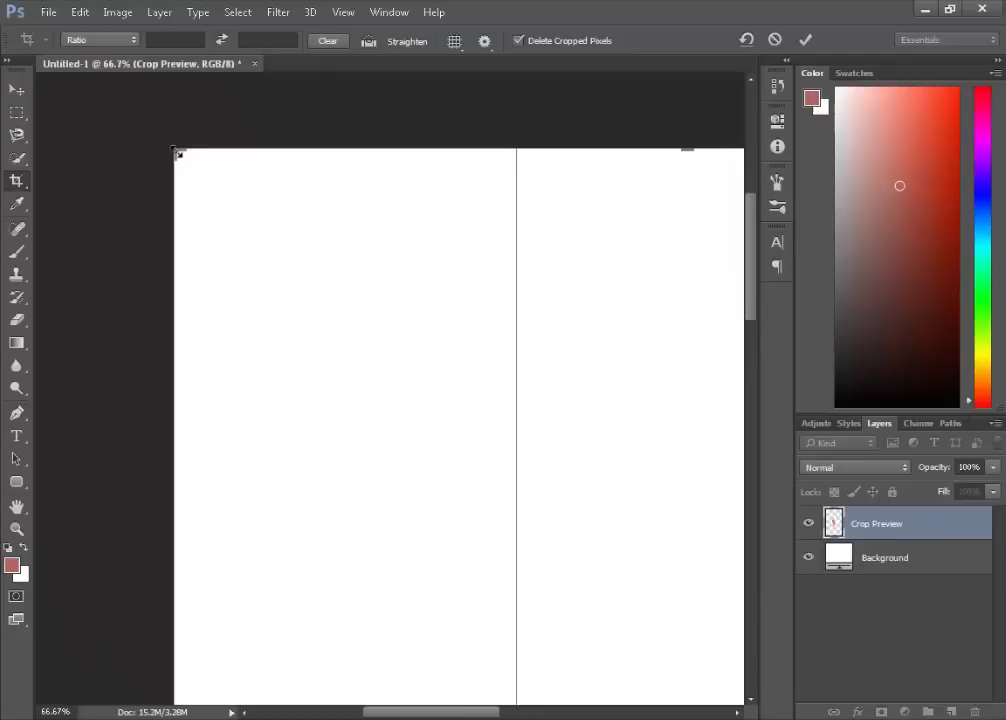 Ps File Edit Image Layer Type Select Filter 3D View Window Help
Ratio Clear Straighten Delete Cropped Pixels Essentials
Untitled-1 @ 66.7% (Crop Preview, RGB/8) * ×
Color Swatches
Adjustm Styles Layers Channe Paths
Kind
Normal Opacity: 100%
Lock: Fill: 100%
Crop Preview
Background
66.67% Doc: 15.2M/3.28M